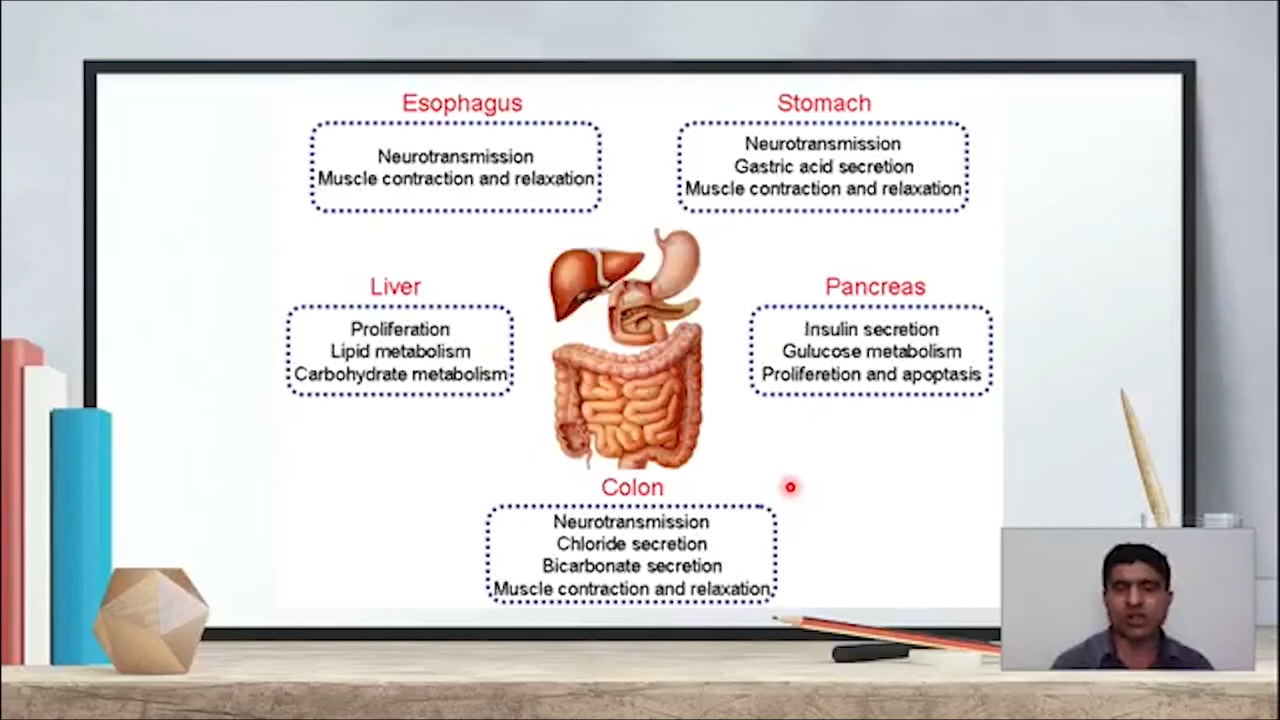 Esophagus
Neurotransmission
Muscle contraction and relaxation
Stomach
Neurotransmission
Gastric acid secretion
Muscle contraction and relaxation
Liver
Proliferation
Lipid metabolism
Carbohydrate metabolism
Pancreas
Insulin secretion
Gulucose metabolism
Proliferetion and apoptasis
Colon
Neurotransmission
Chloride secretion
Bicarbonate secretion
Muscle contraction and relaxation